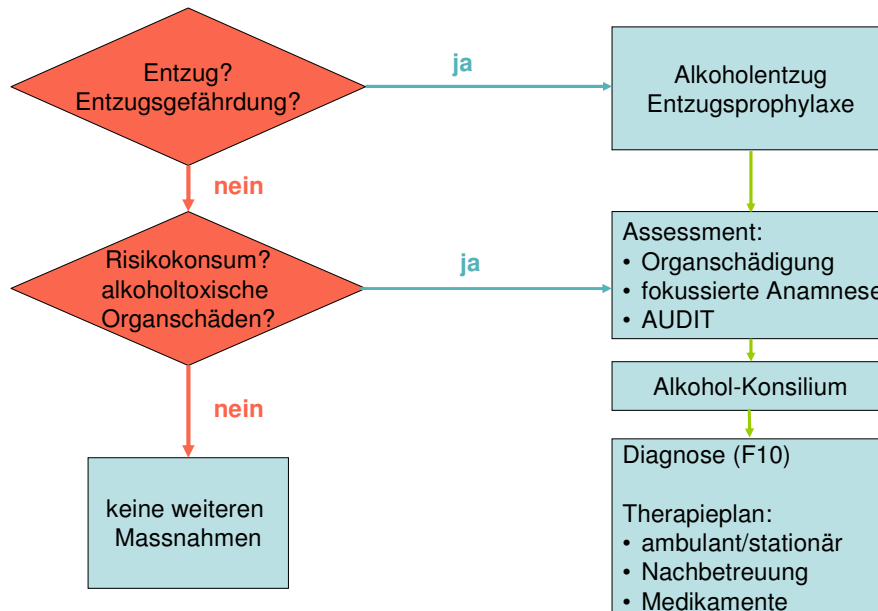 Entzug?
Entzugsgefährdung?
ja
Alkoholentzug
Entzugsprophylaxe
nein
Risikokonsum?
alkoholtoxische
Organschäden?
ja
Assessment:
• Organschädigung
• fokussierte Anamnese
• AUDIT
nein
Alkohol-Konsilium
keine weiteren
Massnahmen
Diagnose (F10)
Therapieplan:
• ambulant/stationär
• Nachbetreuung
• Medikamente